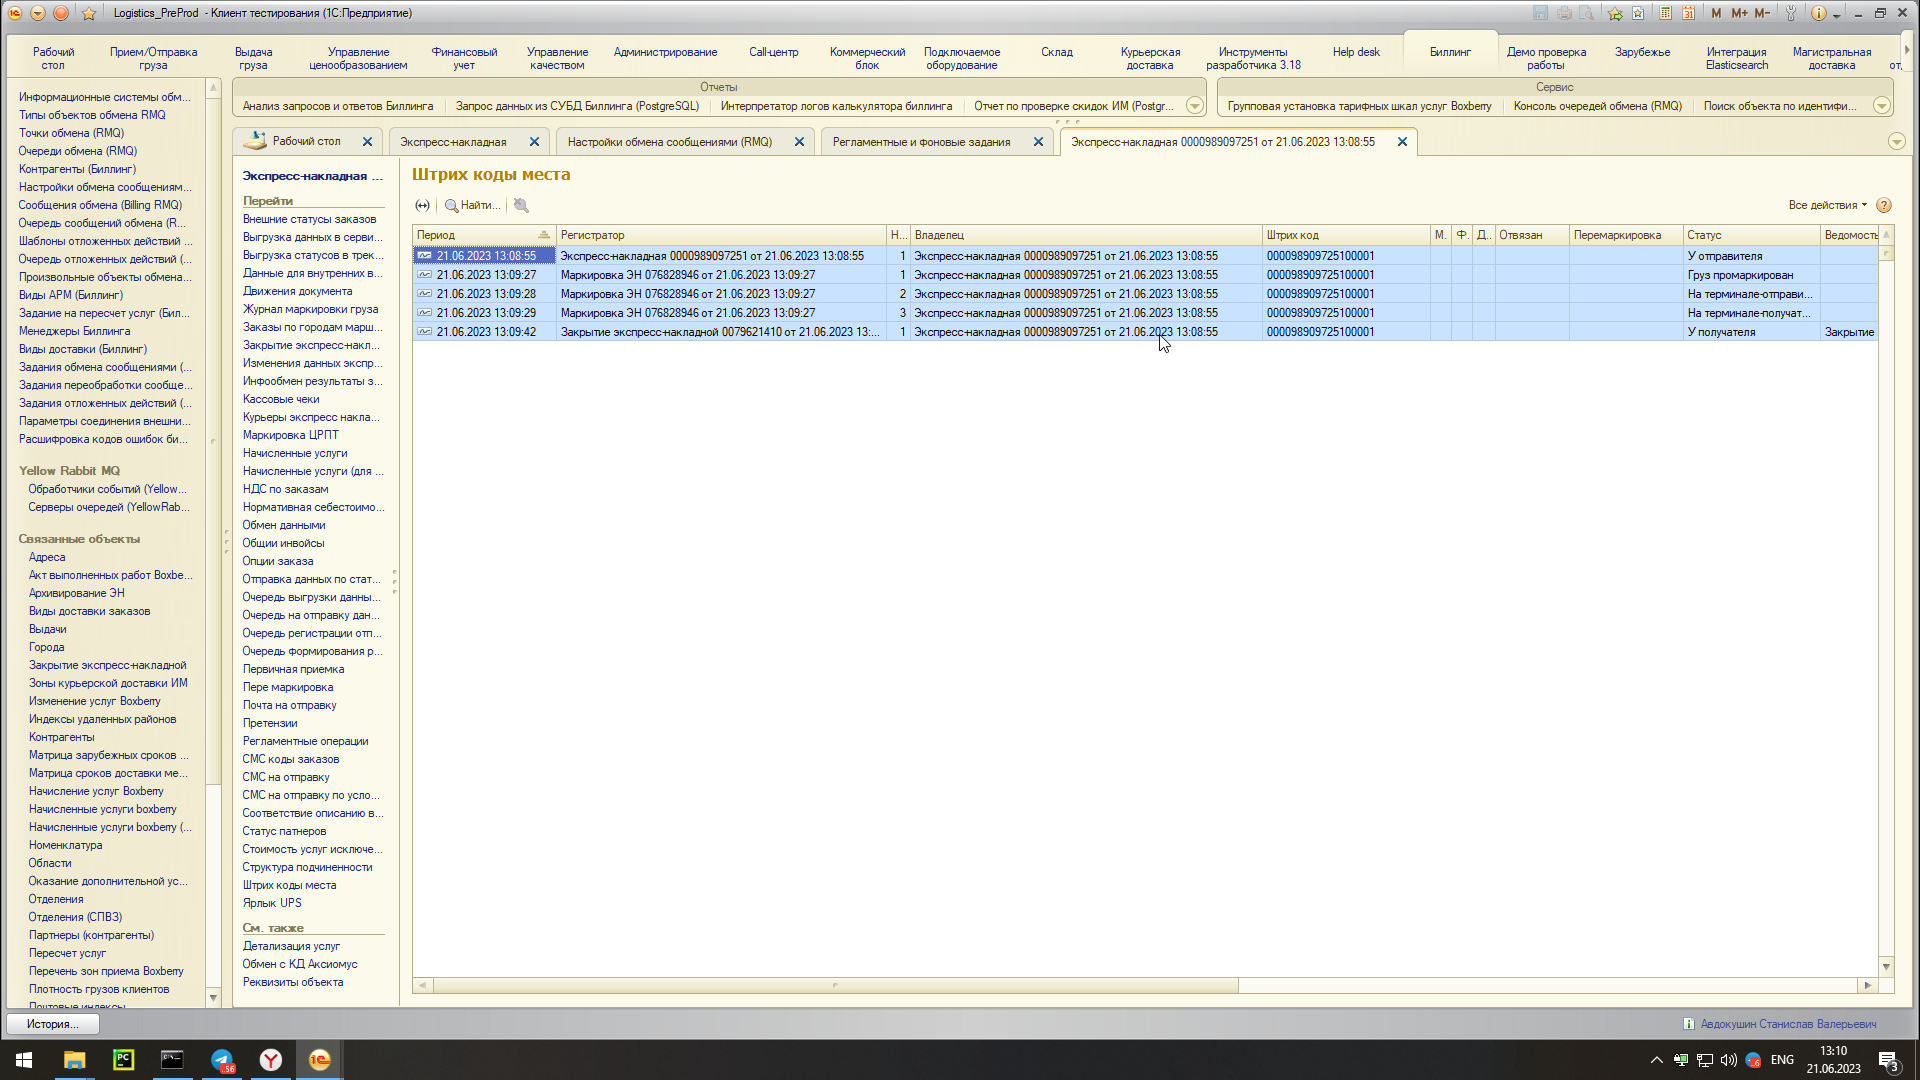 Logistics_PreProd - Клиент тестирования (1С:Предприятие)
M M+ M-
Рабочий стол
Прием/Отправка груза
Выдача груза
Управление ценообразованием
Финансовый учет
Управление качеством
Администрирование
Call-центр
Коммерческий блок
Подключаемое оборудование
Склад
Курьерская доставка
Инструменты разработчика 3.18
Help desk
Биллинг
Демо проверка работы
Зарубежье
Интеграция Elasticsearch
Магистральная доставка
от,
Отчеты
Анализ запросов и ответов Биллинга
Запрос данных из СУБД Биллинга (PostgreSQL)
Интерпретатор логов калькулятора биллинга
Отчет по проверке скидок ИМ (Postgr...
Сервис
Групповая установка тарифных шкал услуг Boxberry
Консоль очередей обмена (RMQ)
Поиск объекта по идентифи...
Рабочий стол
Экспресс-накладная
Настройки обмена сообщениями (RMQ)
Регламентные и фоновые задания
Экспресс-накладная 0000989097251 от 21.06.2023 13:08:55
Информационные системы обм...
Типы объектов обмена RMQ
Точки обмена (RMQ)
Очереди обмена (RMQ)
Контрагенты (Биллинг)
Настройки обмена сообщениям...
Сообщения обмена (Billing RMQ)
Очередь сообщений обмена (R...
Шаблоны отложенных действий ...
Очередь отложенных действий (...
Произвольные объекты обмена...
Виды АРМ (Биллинг)
Задание на пересчет услуг (Бил...
Менеджеры Биллинга
Виды доставки (Биллинг)
Задания обмена сообщениями (...
Задания переобработки сообще...
Задания отложенных действий (...
Параметры соединения внешни...
Расшифровка кодов ошибок би...
Yellow Rabbit MQ
Обработчики событий (Yellow...
Серверы очередей (YellowRab...
Связанные объекты
Адреса
Акт выполненных работ Boxbe...
Архивирование ЭН
Виды доставки заказов
Выдачи
Города
Закрытие экспресс-накладной
Зоны курьерской доставки ИМ
Изменение услуг Boxberry
Индексы удаленных районов
Контрагенты
Матрица зарубежных сроков ...
Матрица сроков доставки ме...
Начисление услуг Boxberry
Начисленные услуги boxberry
Начисленные услуги boxberry (...
Номенклатура
Области
Оказание дополнительной ус...
Отделения
Отделения (СПВЗ)
Партнеры (контрагенты)
Пересчет услуг
Перечень зон приема Boxberry
Плотность грузов клиентов
Почтовые индексы
Экспресс-накладная ...
Перейти
Внешние статусы заказов
Выгрузка данных в серви...
Выгрузка статусов в трек...
Данные для внутренних в...
Движения документа
Журнал маркировки груза
Заказы по городам марш...
Закрытие экспресс-накл...
Изменения данных экспр...
Инфообмен результаты з...
Кассовые чеки
Курьеры экспресс накла...
Маркировка ЦРПТ
Начисленные услуги
Начисленные услуги (для ...
НДС по заказам
Нормативная себестоимо...
Обмен данными
Общии инвойсы
Опции заказа
Отправка данных по стат...
Очередь выгрузки данны...
Очередь на отправку дан...
Очередь регистрации отп...
Очередь формирования р...
Первичная приемка
Пере маркировка
Почта на отправку
Претензии
Регламентные операции
СМС коды заказов
СМС на отправку
СМС на отправку по усло...
Соответствие описанию в...
Статус патнеров
Стоимость услуг исключе...
Структура подчиненности
Штрих коды места
Ярлык UPS
См. также
Детализация услуг
Обмен с КД Аксиомус
Реквизиты объекта
Штрих коды места
Найти...
Все действия
Период Регистратор Н... Владелец Штрих код М. Ф. Д.. Отвязан Перемаркировка Статус Ведомость
21.06.2023 13:08:55 Экспресс-накладная 0000989097251 от 21.06.2023 13:08:55 1 Экспресс-накладная 0000989097251 от 21.06.2023 13:08:55 000098909725100001 У отправителя
21.06.2023 13:09:27 Маркировка ЭН 076828946 от 21.06.2023 13:09:27 1 Экспресс-накладная 0000989097251 от 21.06.2023 13:08:55 000098909725100001 Груз промаркирован
21.06.2023 13:09:28 Маркировка ЭН 076828946 от 21.06.2023 13:09:27 2 Экспресс-накладная 0000989097251 от 21.06.2023 13:08:55 000098909725100001 На терминале-отправи...
21.06.2023 13:09:29 Маркировка ЭН 076828946 от 21.06.2023 13:09:27 3 Экспресс-накладная 0000989097251 от 21.06.2023 13:08:55 000098909725100001 На терминале-получат...
21.06.2023 13:09:42 Закрытие экспресс-накладной 0079621410 от 21.06.2023 13:... 1 Экспресс-накладная 0000989097251 от 21.06.2023 13:08:55 000098909725100001 У получателя Закрытие
История...
Авдокушин Станислав Валерьевич
ENG
13:10
21.06.2023
3
56